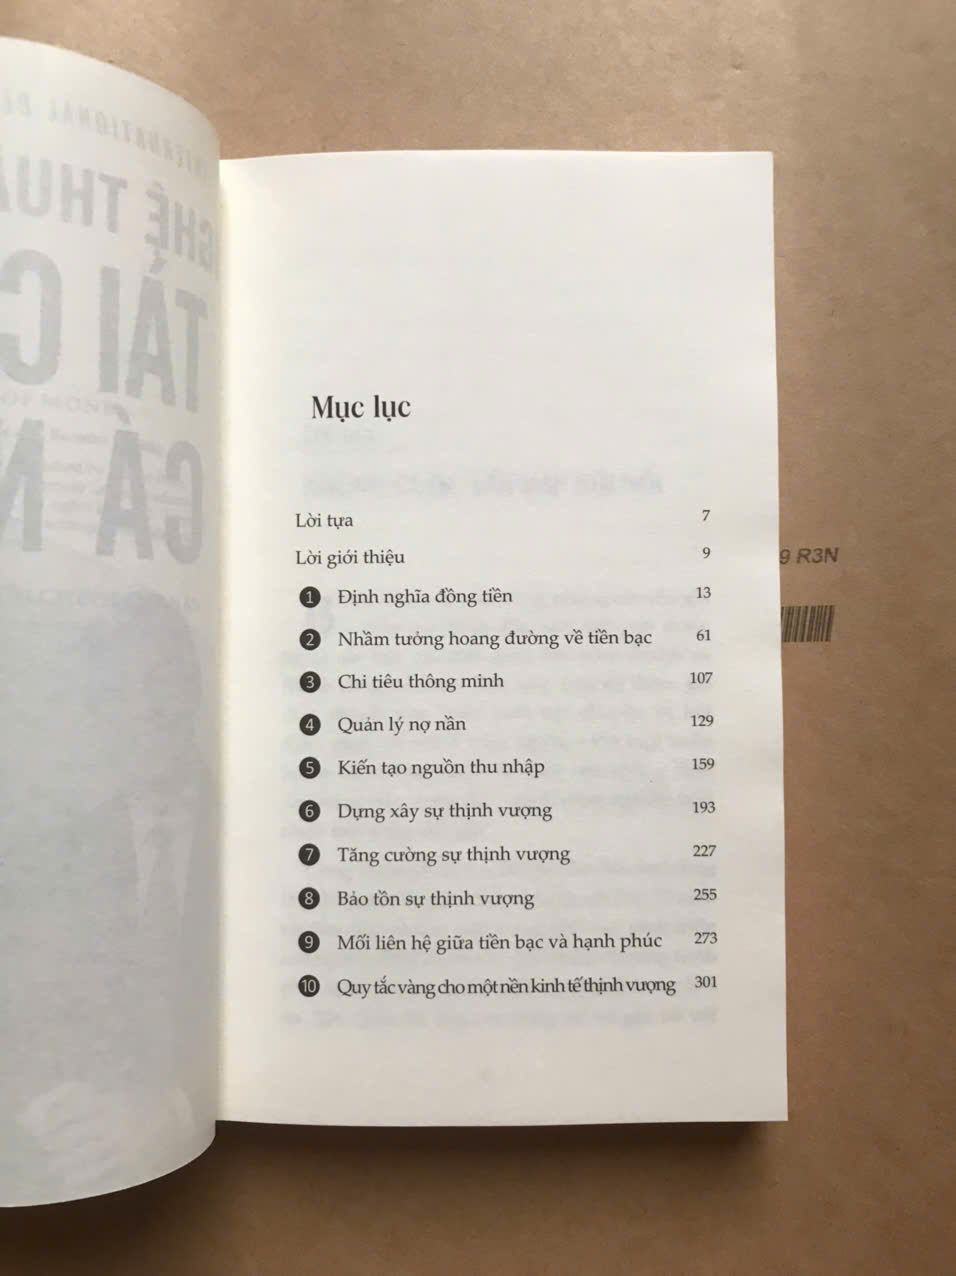 Mục lục
Lời tựa 7
Lời giới thiệu 9
1 Định nghĩa đồng tiền 13
2 Nhầm tưởng hoang đường về tiền bạc 61
3 Chi tiêu thông minh 107
4 Quản lý nợ nần 129
5 Kiến tạo nguồn thu nhập 159
6 Dựng xây sự thịnh vượng 193
7 Tăng cường sự thịnh vượng 227
8 Bảo tồn sự thịnh vượng 255
9 Mối liên hệ giữa tiền bạc và hạnh phúc 273
10 Quy tắc vàng cho một nền kinh tế thịnh vượng 301
9 R3N